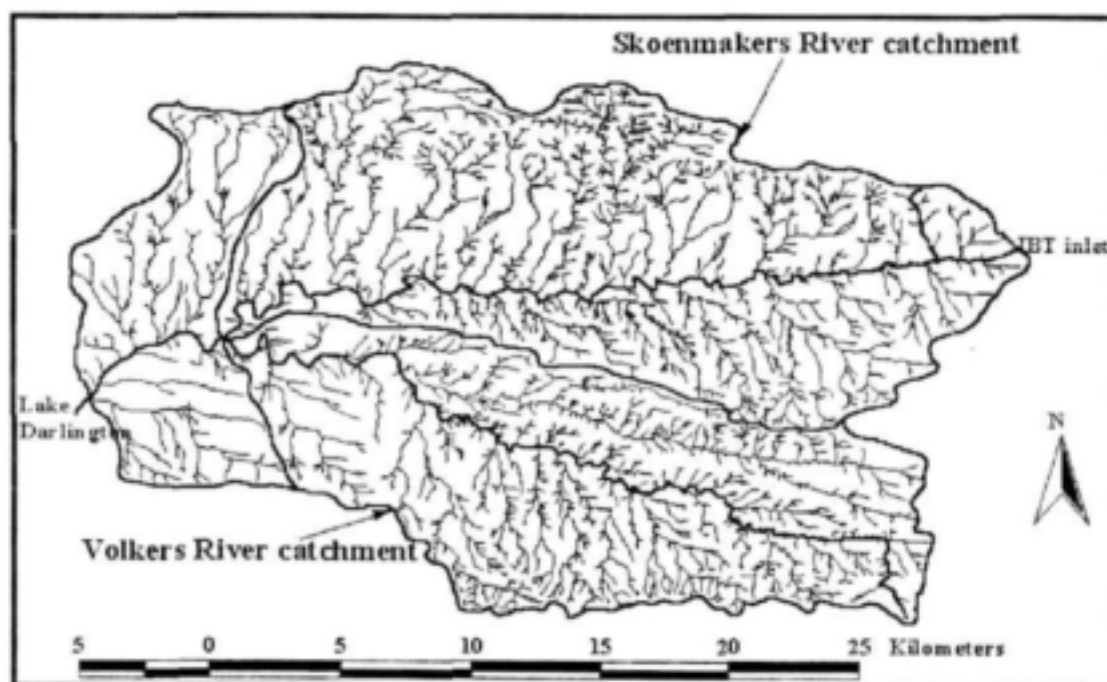 Skoenmakers River catchment
IBT inlet
Lake
Darlington
N
Volkers River catchment
5 0 5 10 15 20 25 Kilometers